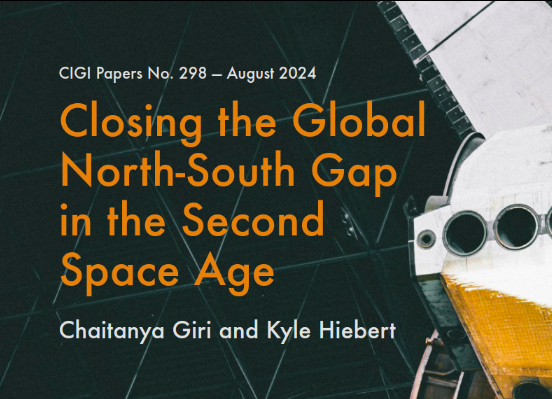 CIGI Papers No. 298 — August 2024
Closing the Global
North-South Gap
in the Second
Space Age
Chaitanya Giri and Kyle Hiebert